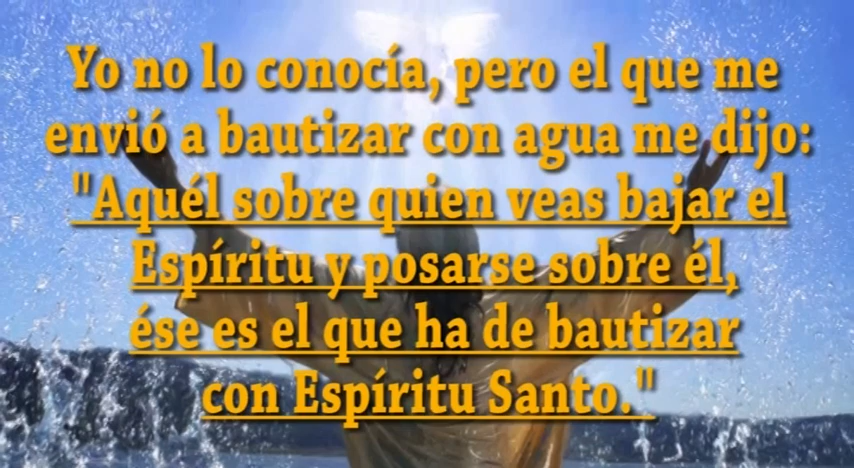 Yo no lo conocía, pero el que me
envió a bautizar con agua me dijo:
"Aquél sobre quien veas bajar el
Espíritu y posarse sobre él,
ése es el que ha de bautizar
con Espíritu Santo."